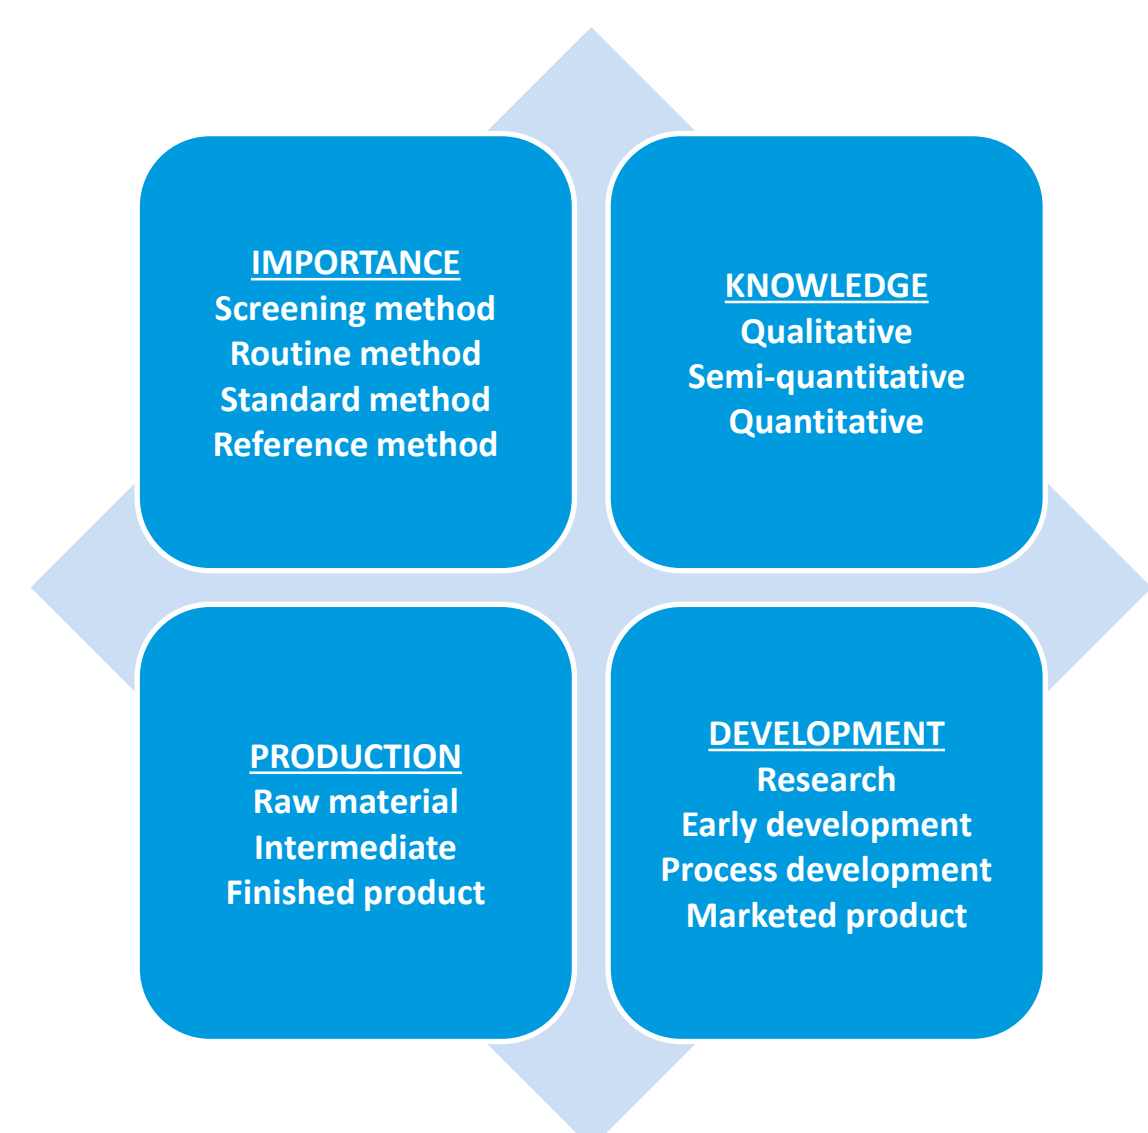 IMPORTANCE
Screening method
Routine method
Standard method
Reference method
KNOWLEDGE
Qualitative
Semi-quantitative
Quantitative
PRODUCTION
Raw material
Intermediate
Finished product
DEVELOPMENT
Research
Early development
Process development
Marketed product